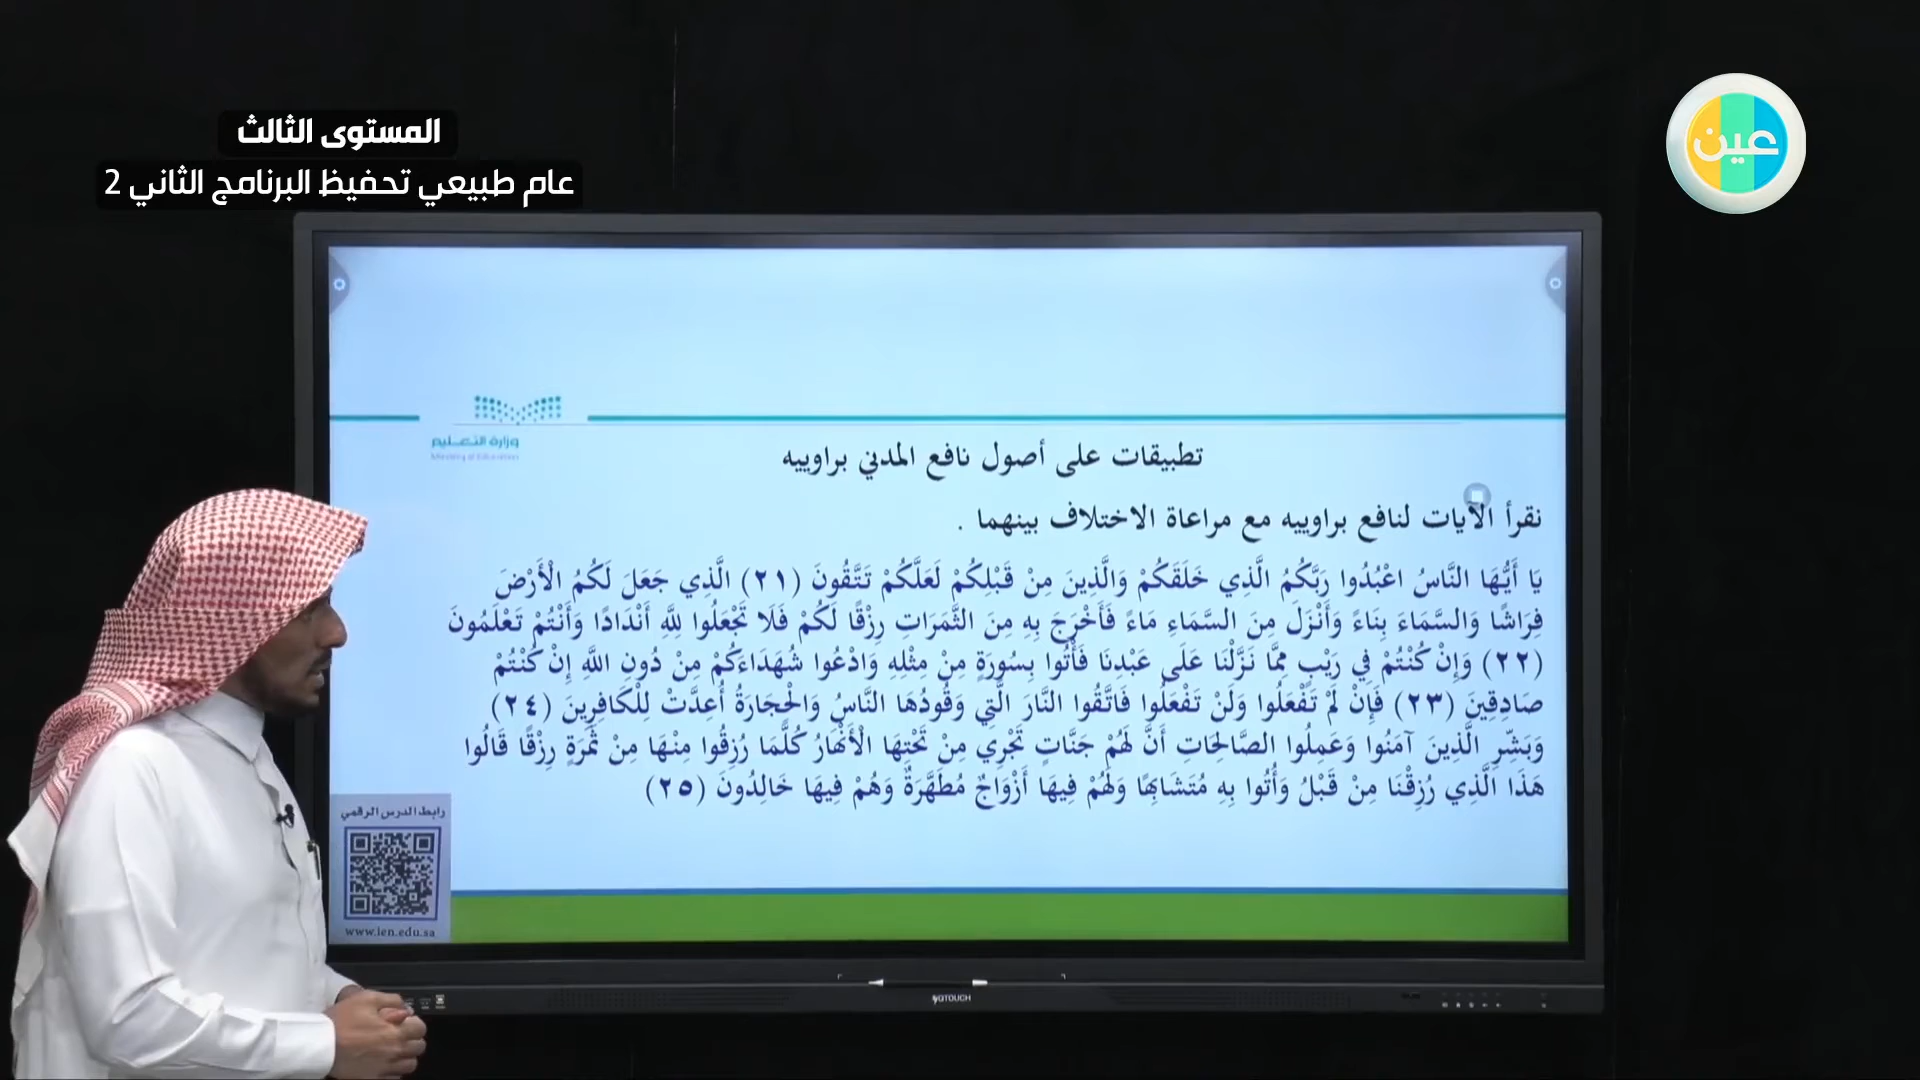 المستوى الثالث
عام طبيعي تحفيظ البرنامج الثاني 2
عين
وزارة التعليم
Ministry of Education
تطبيقات على أصول نافع المدني براوييه
نقرأ الآيات لنافع براوييه مع مراعاة الاختلاف بينهما .
يَا أَيُّهَا النَّاسُ اعْبُدُوا رَبَّكُمُ الَّذِي خَلَقَكُمْ وَالَّذِينَ مِنْ قَبْلِكُمْ لَعَلَّكُمْ تَتَّقُونَ (٢١) الَّذِي جَعَلَ لَكُمُ الْأَرْضَ
فِرَاشًا وَالسَّمَاءَ بِنَاءً وَأَنْزَلَ مِنَ السَّمَاءِ مَاءً فَأَخْرَجَ بِهِ مِنَ الثَّمَرَاتِ رِزْقًا لَكُمْ فَلَا تَجْعَلُوا لِلَّهِ أَنْدَادًا وَأَنْتُمْ تَعْلَمُونَ
(٢٢) وَإِنْ كُنْتُمْ فِي رَيْبٍ مِمَّا نَزَّلْنَا عَلَى عَبْدِنَا فَأْتُوا بِسُورَةٍ مِنْ مِثْلِهِ وَادْعُوا شُهَدَاءَكُمْ مِنْ دُونِ اللَّهِ إِنْ كُنْتُمْ
صَادِقِينَ (٢٣) فَإِنْ لَمْ تَفْعَلُوا وَلَنْ تَفْعَلُوا فَاتَّقُوا النَّارَ الَّتِي وَقُودُهَا النَّاسُ وَالْحِجَارَةُ أُعِدَّتْ لِلْكَافِرِينَ (٢٤)
وَبَشِّرِ الَّذِينَ آمَنُوا وَعَمِلُوا الصَّالِحَاتِ أَنَّ لَهُمْ جَنَّاتٍ تَجْرِي مِنْ تَحْتِهَا الْأَنْهَارُ كُلَّمَا رُزِقُوا مِنْهَا مِنْ ثَمَرَةٍ رِزْقًا قَالُوا
هَذَا الَّذِي رُزِقْنَا مِنْ قَبْلُ وَأُتُوا بِهِ مُتَشَابِهًا وَلَهُمْ فِيهَا أَزْوَاجٌ مُطَهَّرَةٌ وَهُمْ فِيهَا خَالِدُونَ (٢٥)
رابط الدرس الرقمي
www.ien.edu.sa
IQTOUCH